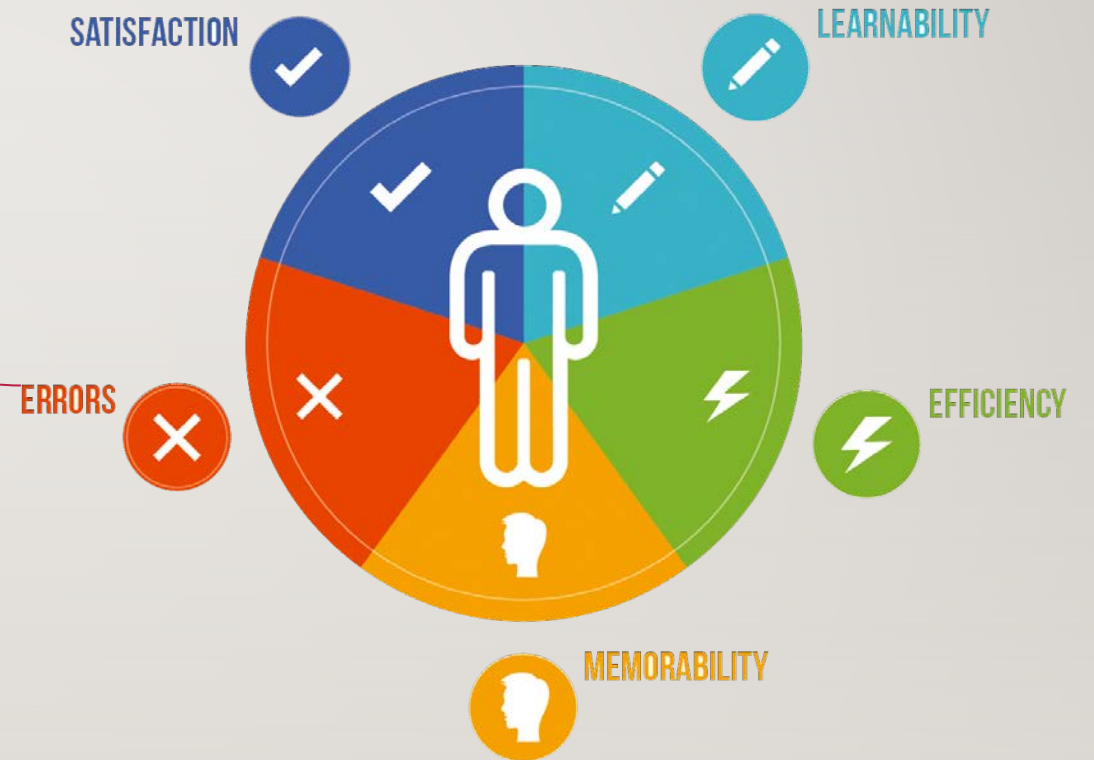 SATISFACTION
LEARNABILITY
ERRORS
EFFICIENCY
MEMORABILITY